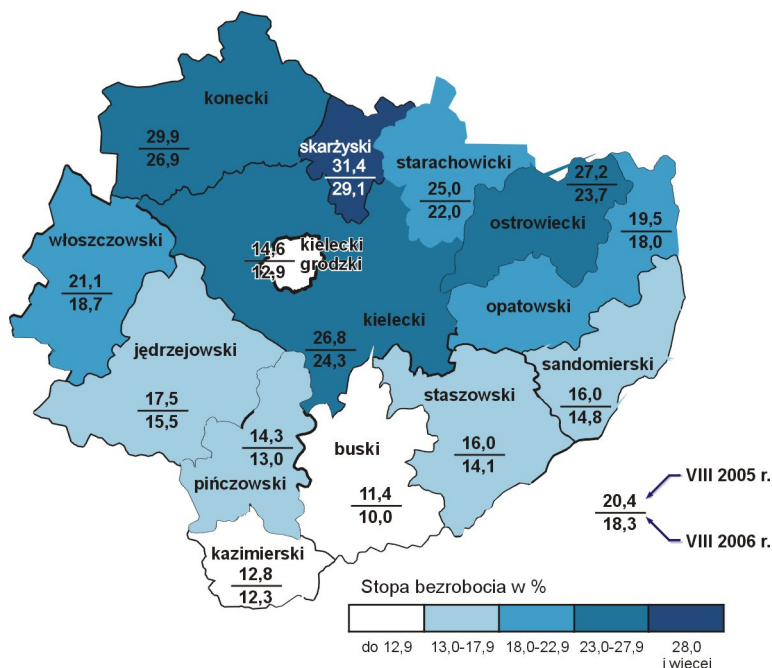 konecki
29,9
26,9
skarżyski
31,4
29,1
starachowicki
25,0
22,0
27,2
23,7
ostrowiecki
19,5
18,0
opatowski
włoszczowski
21,1
18,7
14,6
12,9
kielecki
grodzki
kielecki
26,8
24,3
jędrzejowski
17,5
15,5
14,3
13,0
pińczowski
buski
11,4
10,0
staszowski
16,0
14,1
sandomierski
16,0
14,8
kazimierski
12,8
12,3
20,4
18,3
VIII 2005 r.
VIII 2006 r.
Stopa bezrobocia w %
do 12,9
13,0-17,9
18,0-22,9
23,0-27,9
28,0
i więcej